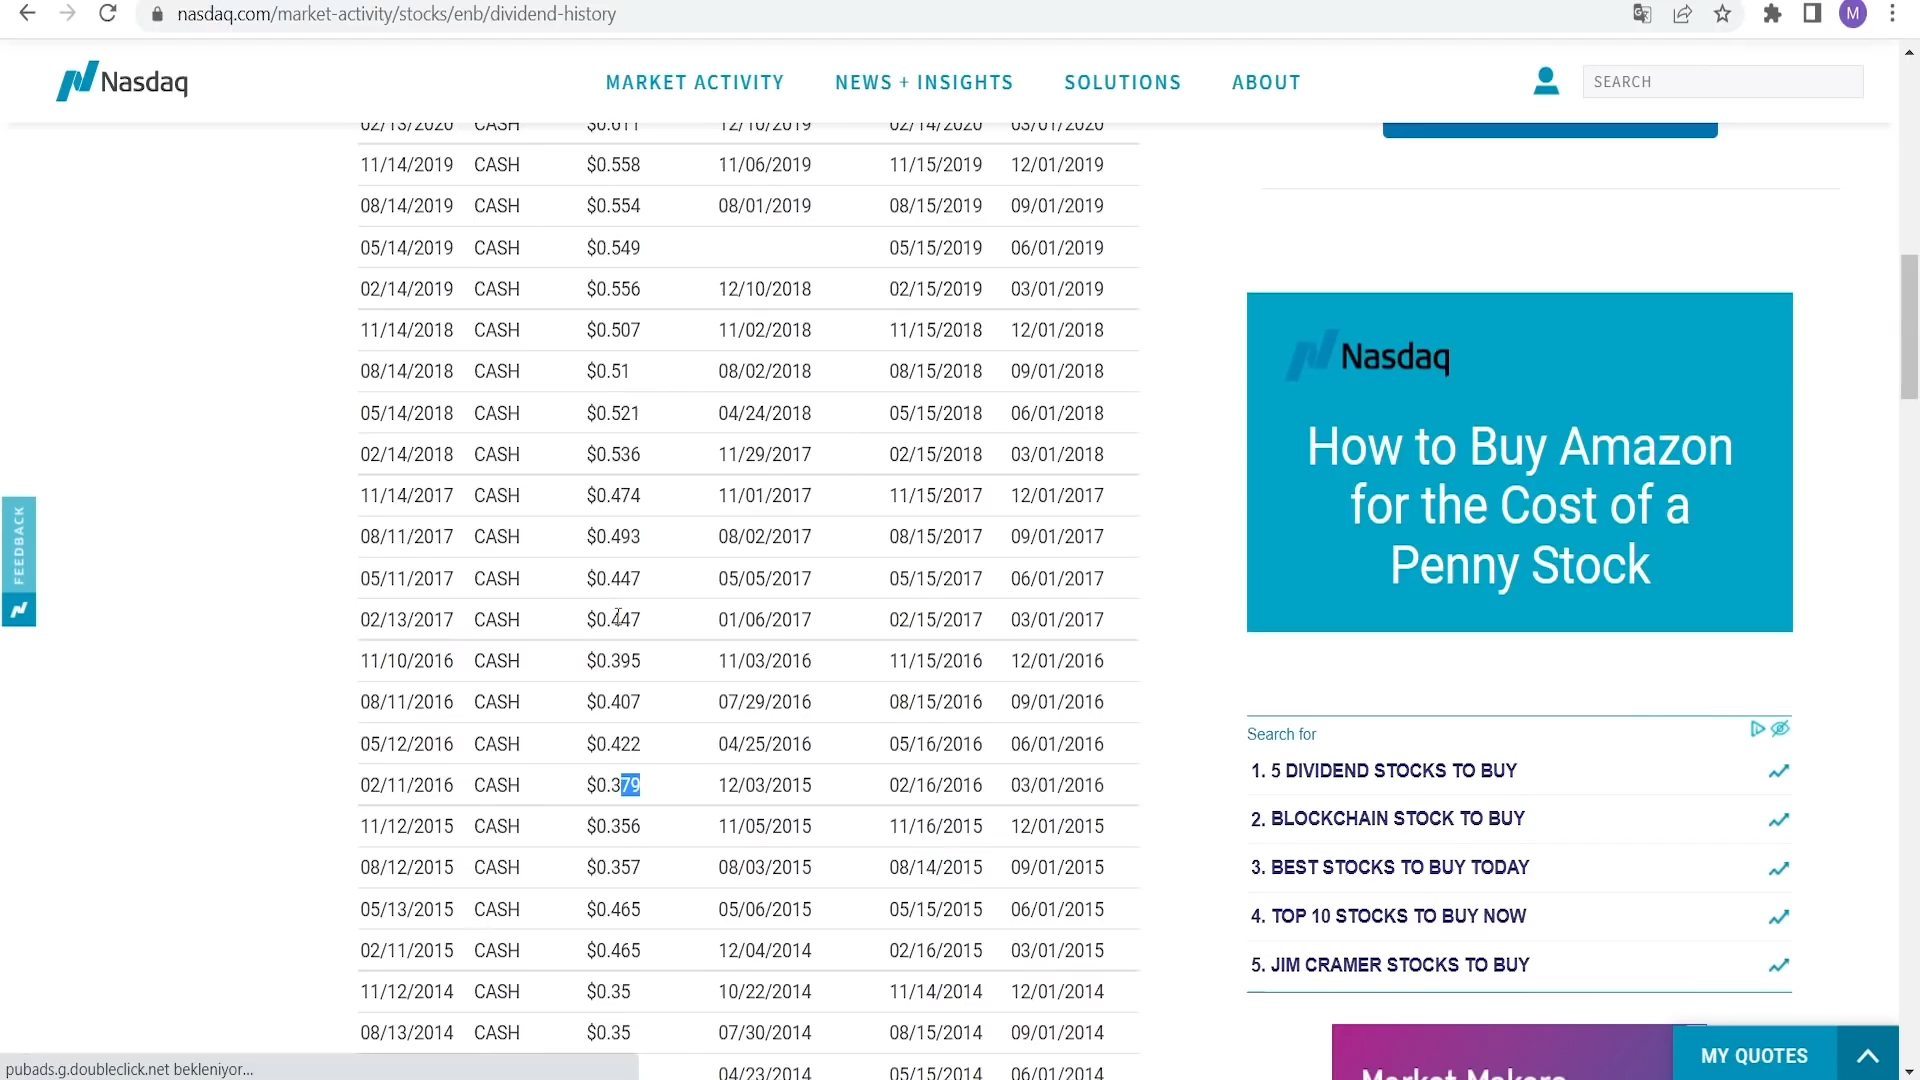 nasdaq.com/market-activity/stocks/enb/dividend-history
M
Nasdaq
MARKET ACTIVITY NEWS + INSIGHTS SOLUTIONS ABOUT
SEARCH
02/13/2020 CASH $0.611 12/10/2019 02/14/2020 03/01/2020
11/14/2019 CASH $0.558 11/06/2019 11/15/2019 12/01/2019
08/14/2019 CASH $0.554 08/01/2019 08/15/2019 09/01/2019
05/14/2019 CASH $0.549 05/15/2019 06/01/2019
02/14/2019 CASH $0.556 12/10/2018 02/15/2019 03/01/2019
11/14/2018 CASH $0.507 11/02/2018 11/15/2018 12/01/2018
08/14/2018 CASH $0.51 08/02/2018 08/15/2018 09/01/2018
05/14/2018 CASH $0.521 04/24/2018 05/15/2018 06/01/2018
02/14/2018 CASH $0.536 11/29/2017 02/15/2018 03/01/2018
11/14/2017 CASH $0.474 11/01/2017 11/15/2017 12/01/2017
08/11/2017 CASH $0.493 08/02/2017 08/15/2017 09/01/2017
05/11/2017 CASH $0.447 05/05/2017 05/15/2017 06/01/2017
02/13/2017 CASH $0.447 01/06/2017 02/15/2017 03/01/2017
11/10/2016 CASH $0.395 11/03/2016 11/15/2016 12/01/2016
08/11/2016 CASH $0.407 07/29/2016 08/15/2016 09/01/2016
05/12/2016 CASH $0.422 04/25/2016 05/16/2016 06/01/2016
02/11/2016 CASH $0.379 12/03/2015 02/16/2016 03/01/2016
11/12/2015 CASH $0.356 11/05/2015 11/16/2015 12/01/2015
08/12/2015 CASH $0.357 08/03/2015 08/14/2015 09/01/2015
05/13/2015 CASH $0.465 05/06/2015 05/15/2015 06/01/2015
02/11/2015 CASH $0.465 12/04/2014 02/16/2015 03/01/2015
11/12/2014 CASH $0.35 10/22/2014 11/14/2014 12/01/2014
08/13/2014 CASH $0.35 07/30/2014 08/15/2014 09/01/2014
04/23/2014 05/15/2014 06/01/2014
FEEDBACK
Nasdaq
How to Buy Amazon
for the Cost of a
Penny Stock
Search for
1. 5 DIVIDEND STOCKS TO BUY
2. BLOCKCHAIN STOCK TO BUY
3. BEST STOCKS TO BUY TODAY
4. TOP 10 STOCKS TO BUY NOW
5. JIM CRAMER STOCKS TO BUY
Market Makers
MY QUOTES
pubads.g.doubleclick.net bekleniyor...